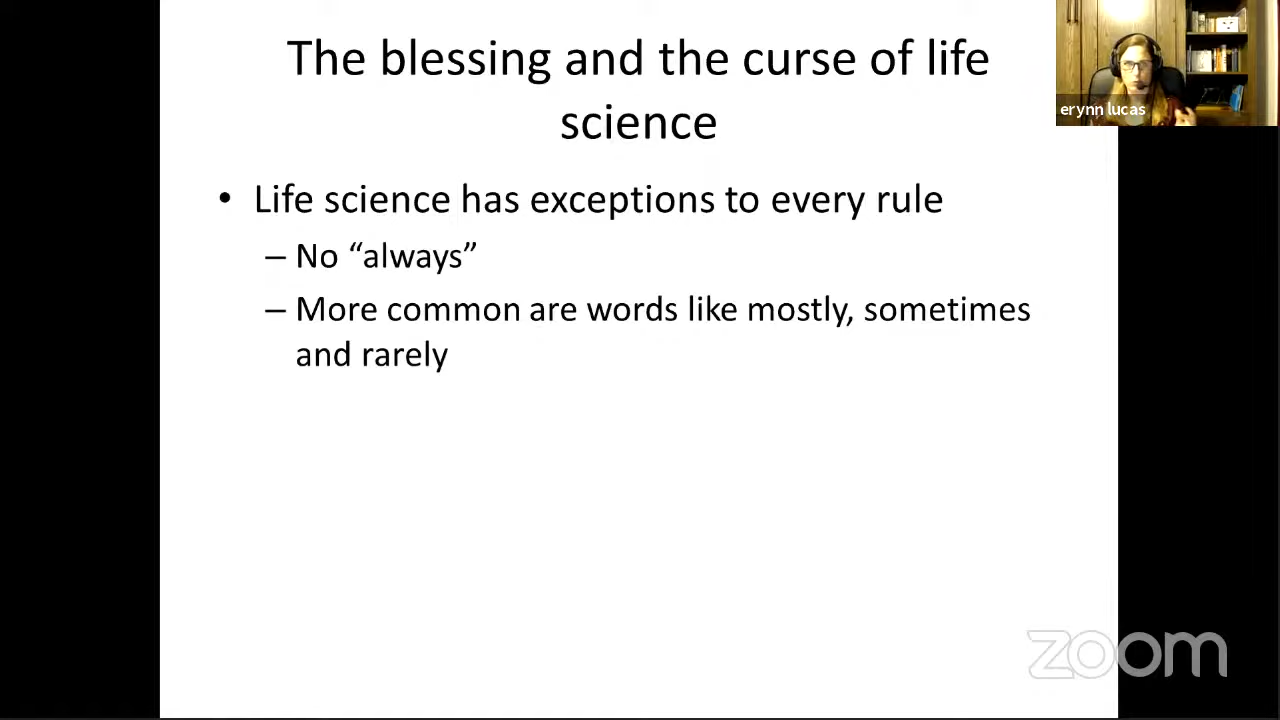 The blessing and the curse of life
science
• Life science has exceptions to every rule
– No “always”
– More common are words like mostly, sometimes
and rarely
erynn lucas
zoom